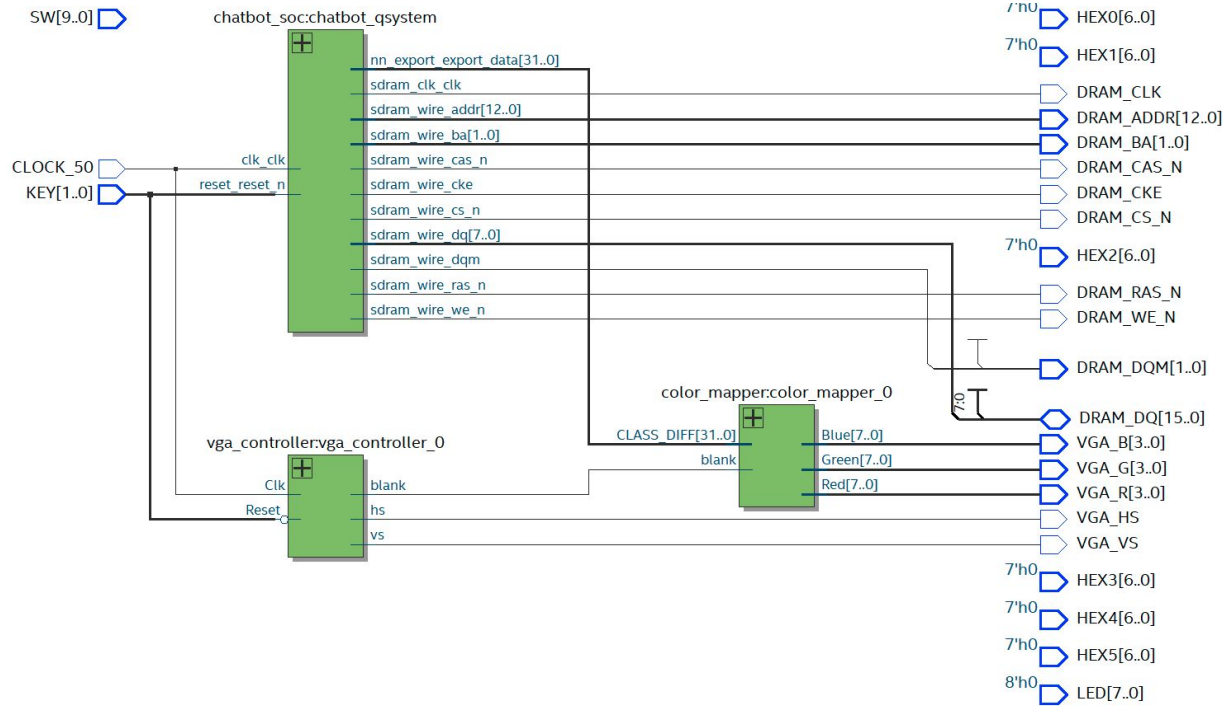 SW[9..0]
chatbot_soc:chatbot_qsystem
7'h0 HEX0[6..0]
7'h0 HEX1[6..0]
nn_export_export_data[31..0]
sdram_clk_clk DRAM_CLK
sdram_wire_addr[12..0] DRAM_ADDR[12..0]
sdram_wire_ba[1..0] DRAM_BA[1..0]
CLOCK_50 clk_clk sdram_wire_cas_n DRAM_CAS_N
KEY[1..0] reset_reset_n sdram_wire_cke DRAM_CKE
sdram_wire_cs_n DRAM_CS_N
sdram_wire_dq[7..0] 7'h0 HEX2[6..0]
sdram_wire_dqm
sdram_wire_ras_n DRAM_RAS_N
sdram_wire_we_n DRAM_WE_N
DRAM_DQM[1..0]
color_mapper:color_mapper_0
7:0 DRAM_DQ[15..0]
vga_controller:vga_controller_0
CLASS_DIFF[31..0] Blue[7..0] VGA_B[3..0]
blank Green[7..0] VGA_G[3..0]
Clk blank Red[7..0] VGA_R[3..0]
Reset hs VGA_HS
vs VGA_VS
7'h0 HEX3[6..0]
7'h0 HEX4[6..0]
7'h0 HEX5[6..0]
8'h0 LED[7..0]